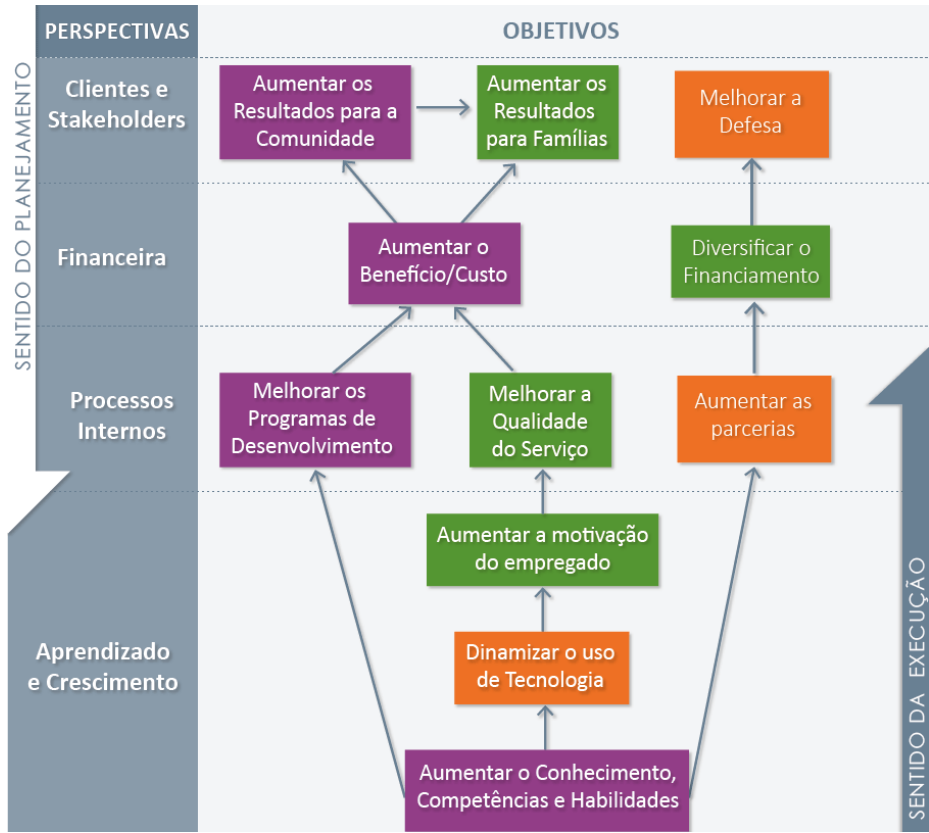 SENTIDO DO PLANEJAMENTO
PERSPECTIVAS
OBJETIVOS
Clientes e
Stakeholders
Aumentar os
Resultados para a
Comunidade
Aumentar os
Resultados
para Famílias
Melhorar a
Defesa
Financeira
Aumentar o
Benefício/Custo
Diversificar o
Financiamento
Processos
Internos
Melhorar os
Programas de
Desenvolvimento
Melhorar a
Qualidade
do Serviço
Aumentar as
parcerias
Aprendizado
e Crescimento
Aumentar a motivação
do empregado
Dinamizar o uso
de Tecnologia
Aumentar o Conhecimento,
Competências e Habilidades
SENTIDO DA EXECUÇÃO